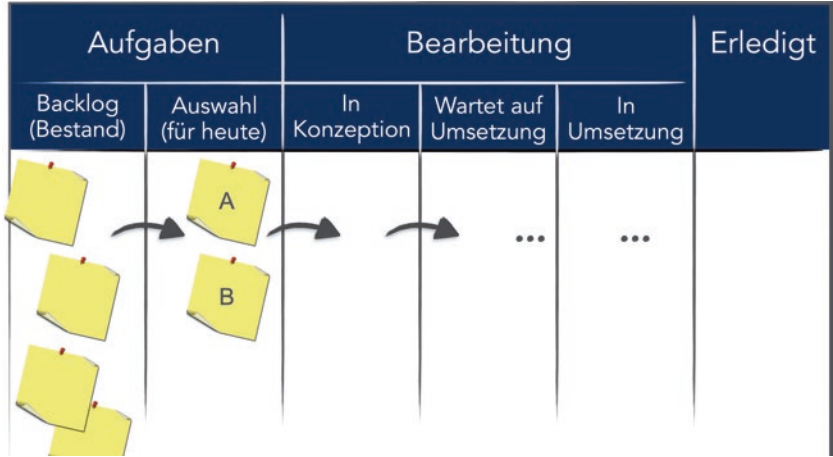 Aufgaben
Bearbeitung
Erledigt
Backlog
(Bestand)
Auswahl
(für heute)
In
Konzeption
Wartet auf
Umsetzung
In
Umsetzung
A
B
...
...